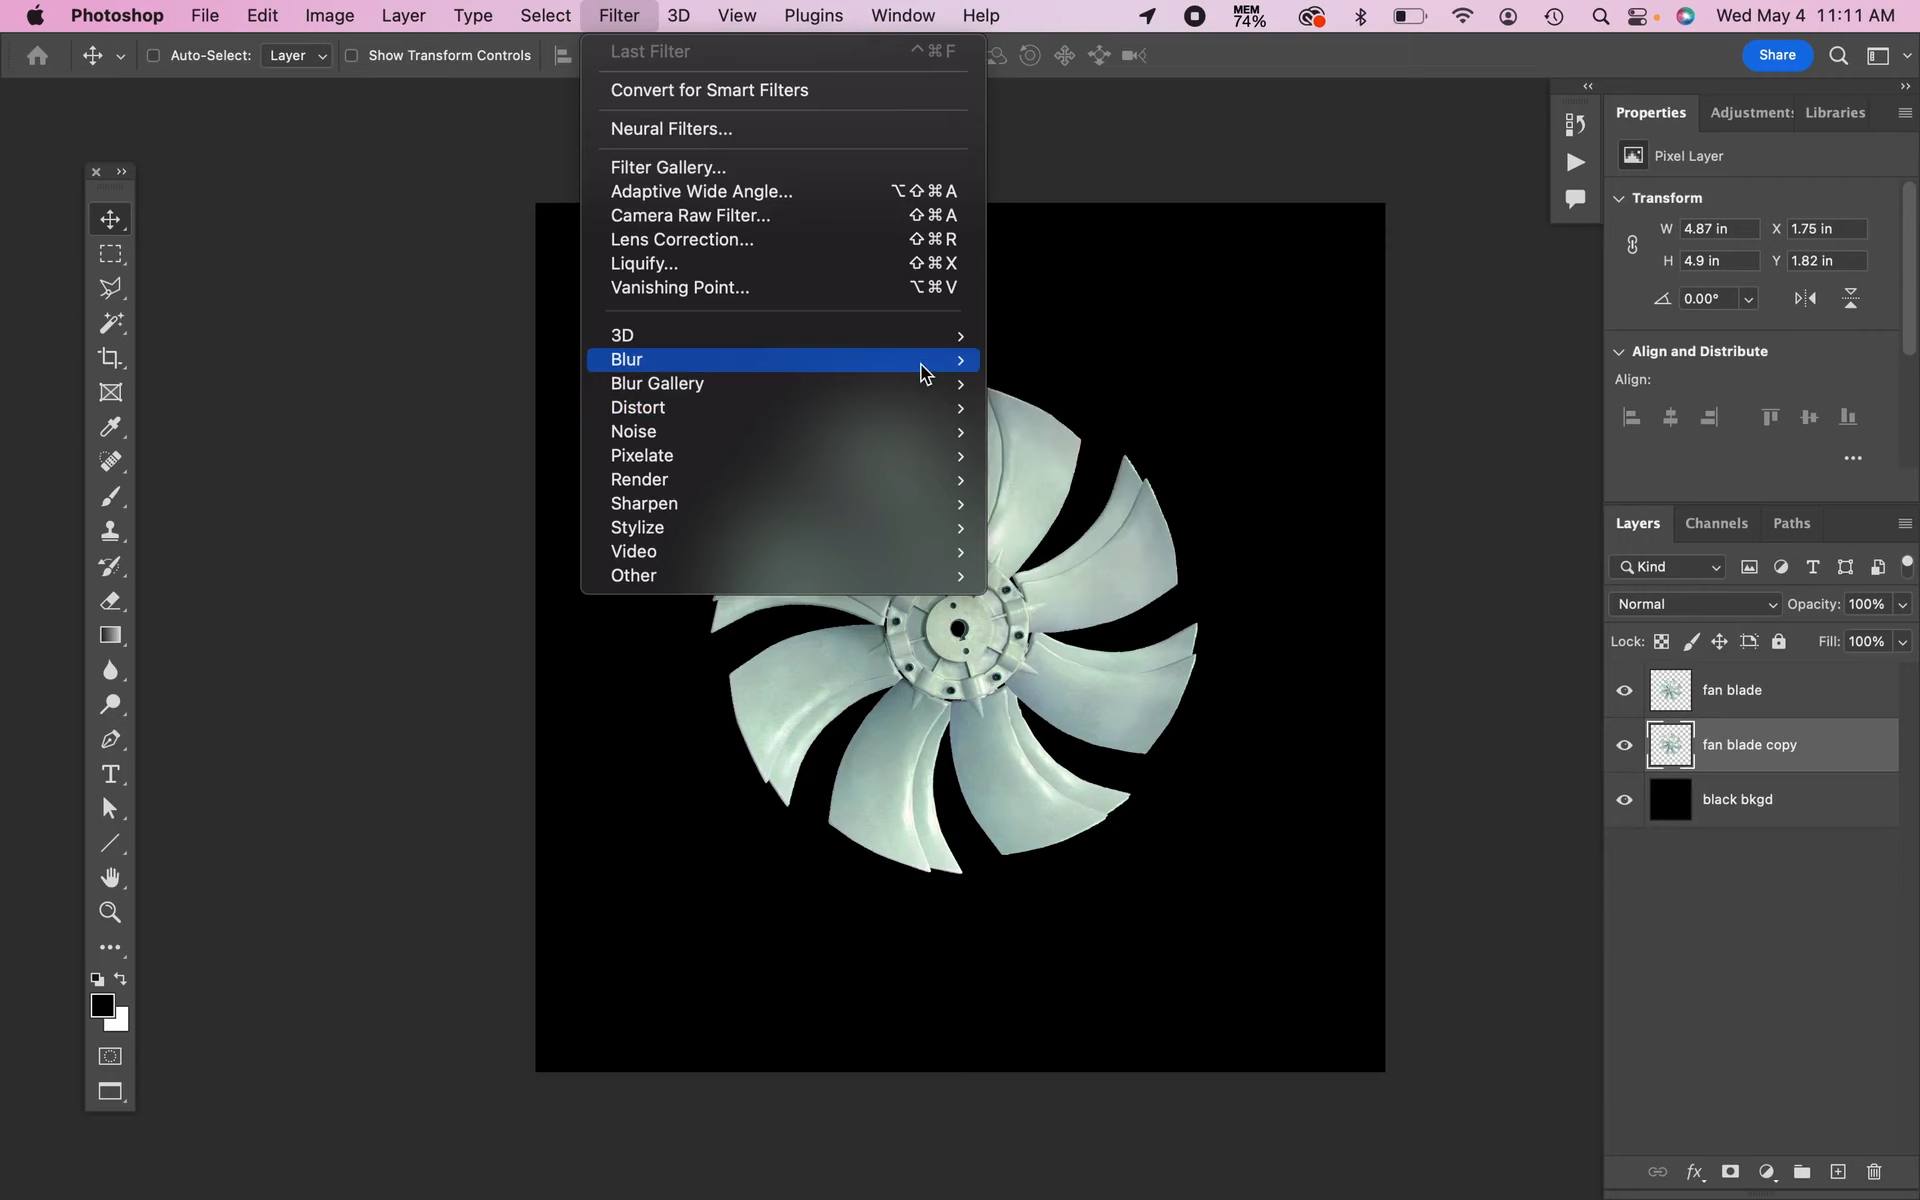 Photoshop File Edit Image Layer Type Select Filter 3D View Plugins Window Help MEM 74% Wed May 4 11:11 AM
Auto-Select: Layer Show Transform Controls Share
Last Filter ^⌘F
Convert for Smart Filters
Neural Filters...
Filter Gallery...
Adaptive Wide Angle... ⌥⇧⌘A
Camera Raw Filter... ⇧⌘A
Lens Correction... ⇧⌘R
Liquify... ⇧⌘X
Vanishing Point... ⌥⌘V
3D
Blur
Blur Gallery
Distort
Noise
Pixelate
Render
Sharpen
Stylize
Video
Other
Properties Adjustments Libraries
Pixel Layer
Transform
W 4.87 in X 1.75 in
H 4.9 in Y 1.82 in
0.00°
Align and Distribute
Align:
Layers Channels Paths
Kind
Normal Opacity: 100%
Lock: Fill: 100%
fan blade
fan blade copy
black bkgd
fx